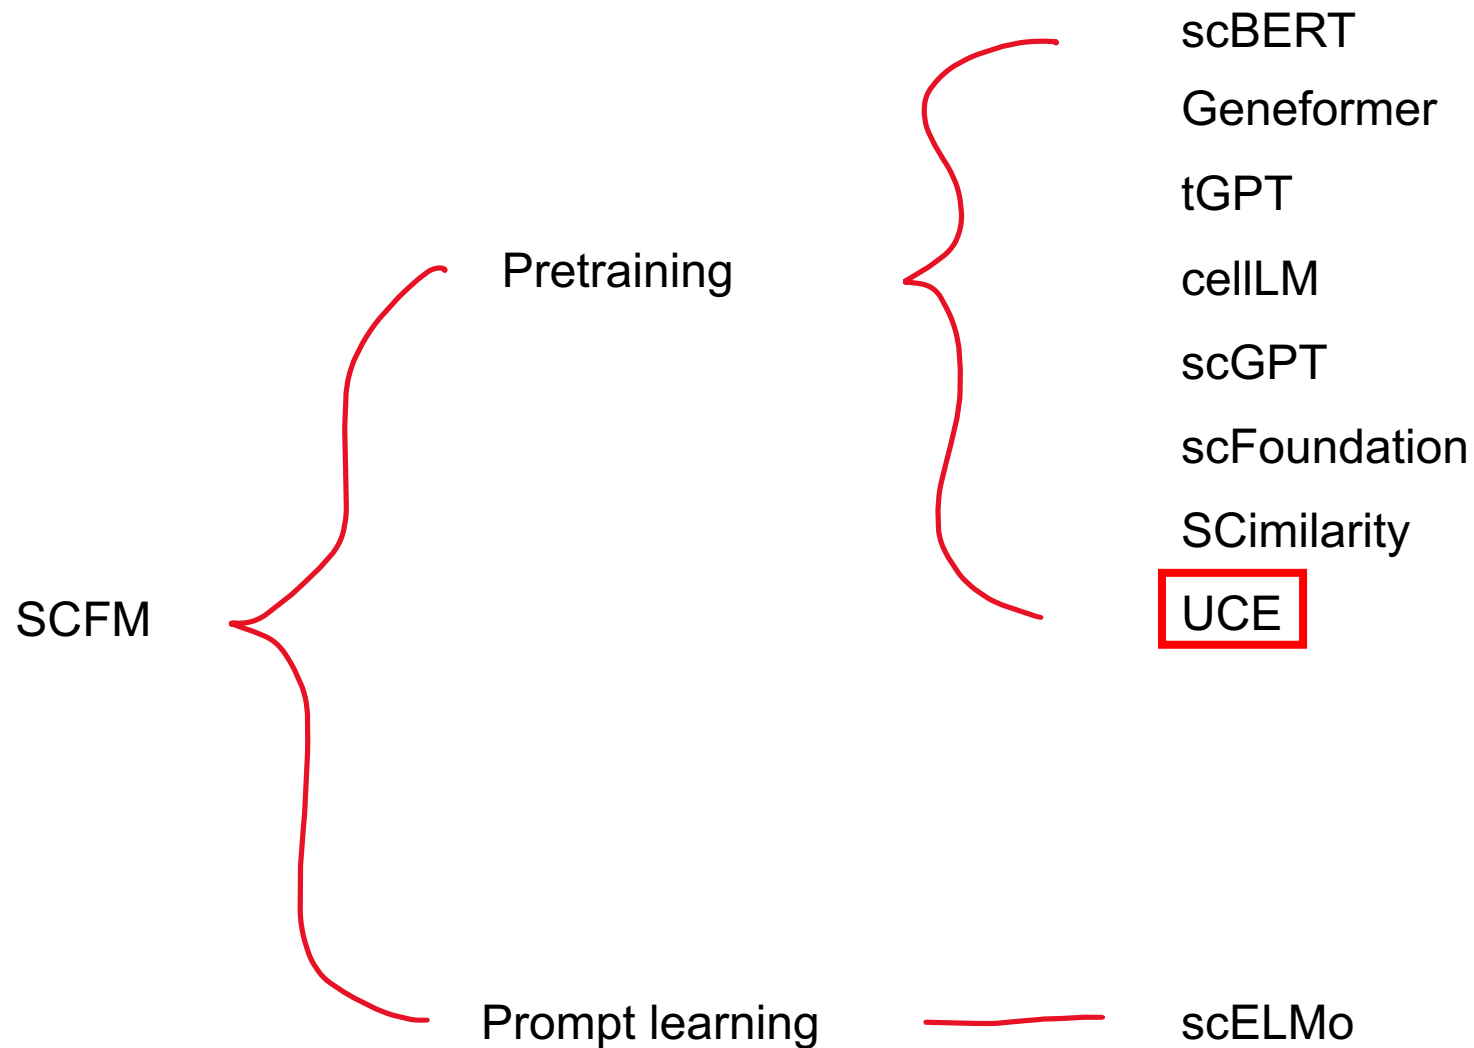 scBERT
Geneformer
tGPT
Pretraining
cellLM
scGPT
scFoundation
SCimilarity
SCFM
UCE
Prompt learning
scELMo